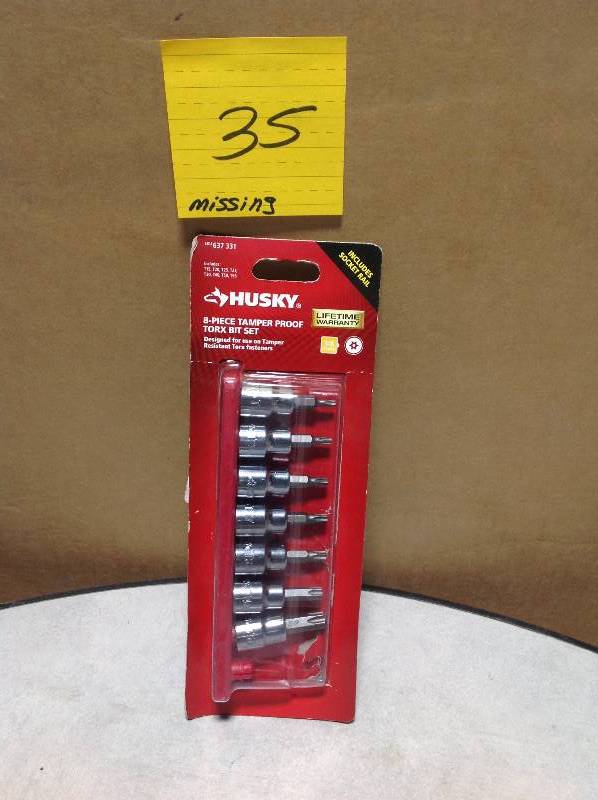 35
missing
637 331
INCLUDES
SOCKET RAIL
Includes:
HUSKY®
LIFETIME
WARRANTY
8-PIECE TAMPER PROOF
TORX BIT SET
Designed for use on Tamper
Resistant Torx fasteners